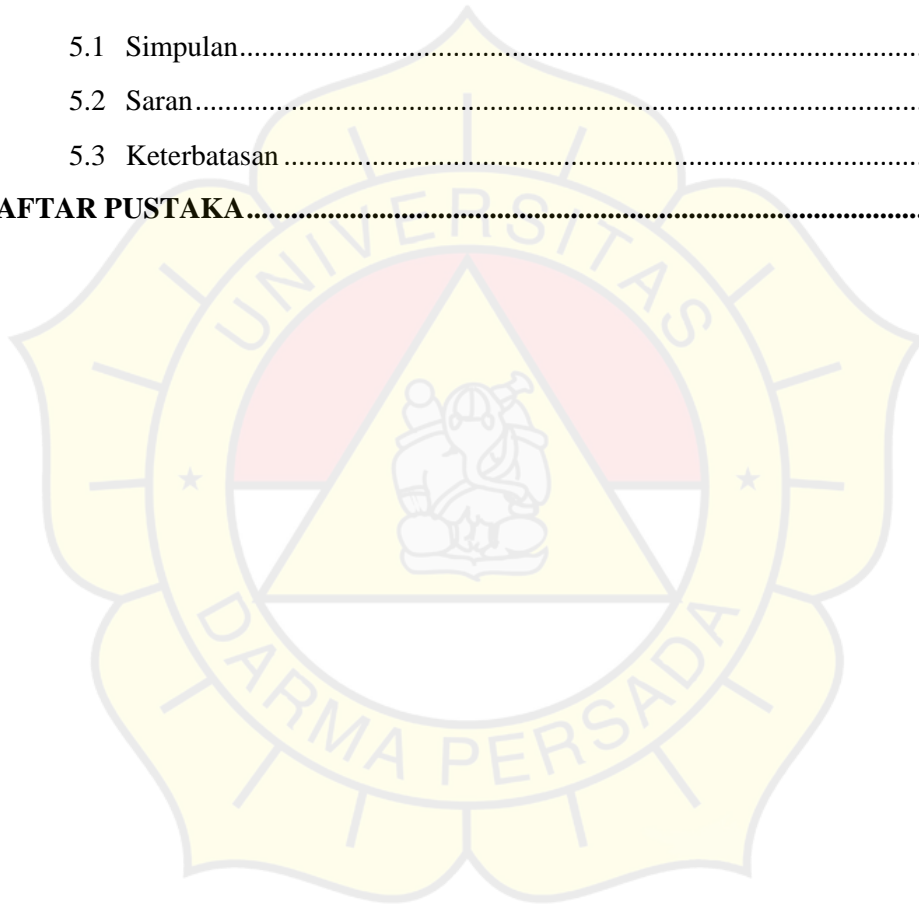 5.1 Simpulan................................................................................................
5.2 Saran......................................................................................................
5.3 Keterbatasan ..........................................................................................
AFTAR PUSTAKA...........................................................................................
UNIVERSITAS
DARMA PERSADA